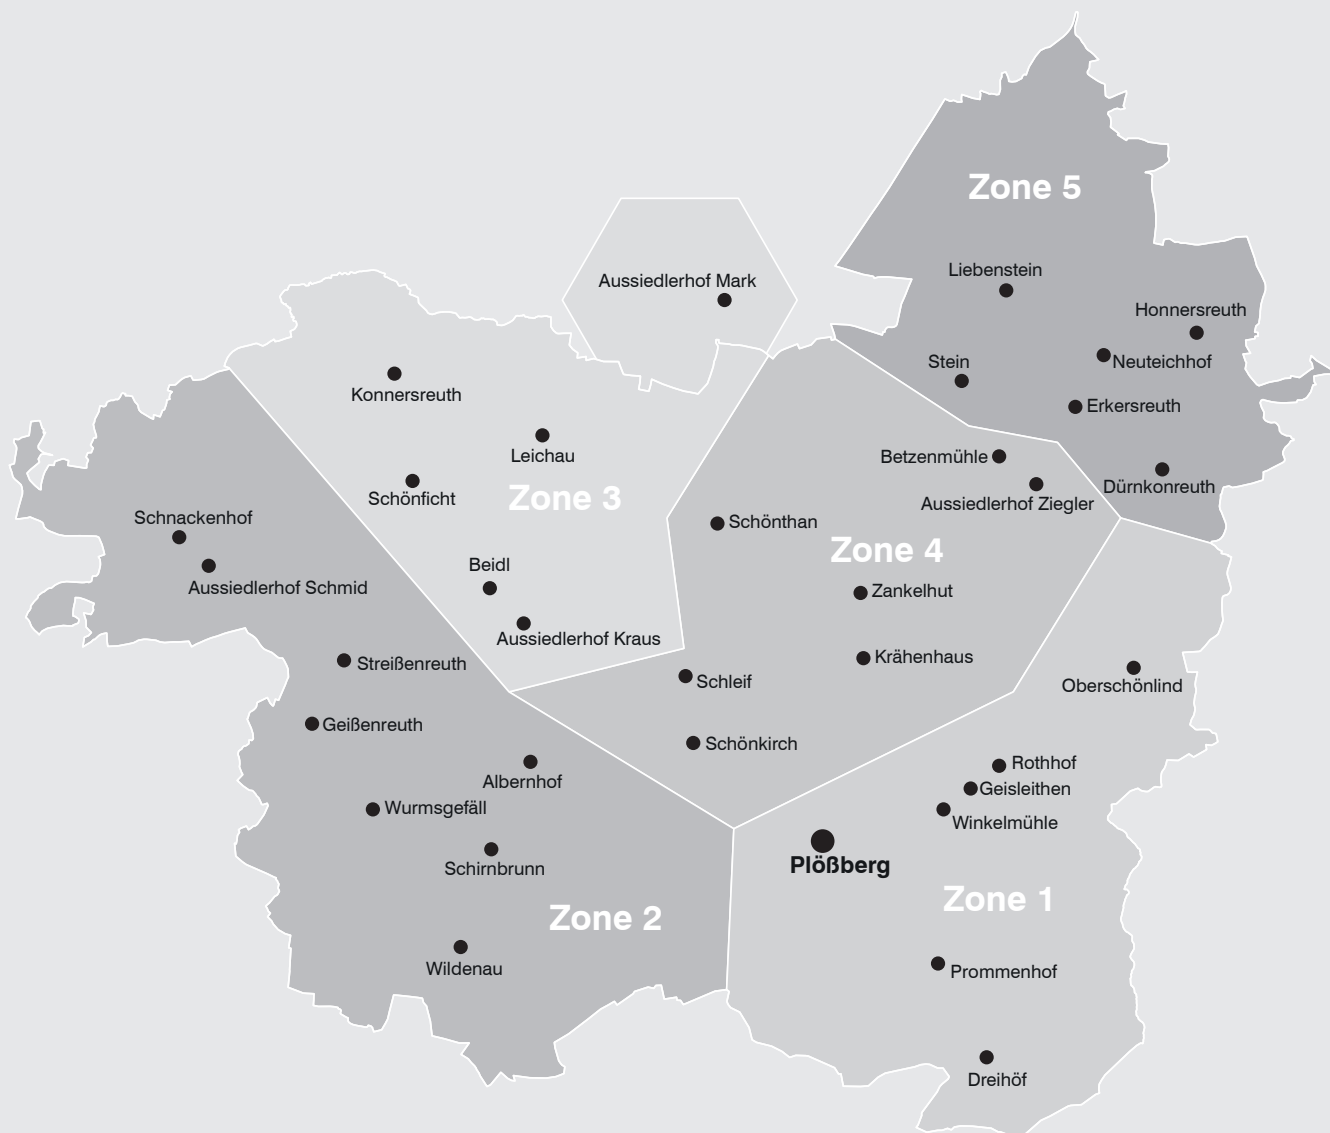 Zone 5
Liebenstein
Aussiedlerhof Mark
Honnersreuth
Stein
Neuteichhof
Konnersreuth
Erkersreuth
Leichau
Betzenmühle
Dürnkonreuth
Schönficht
Zone 3
Aussiedlerhof Ziegler
Schnackenhof
Schönthan
Zone 4
Beidl
Aussiedlerhof Schmid
Zankelhut
Aussiedlerhof Kraus
Streißenreuth
Krähenhaus
Schleif
Oberschönlind
Geißenreuth
Schönkirch
Rothhof
Albernhof
Geisleithen
Wurmsgefäll
Winkelmühle
Schirnbrunn
Plößberg
Zone 1
Zone 2
Wildenau
Prommenhof
Dreihöf